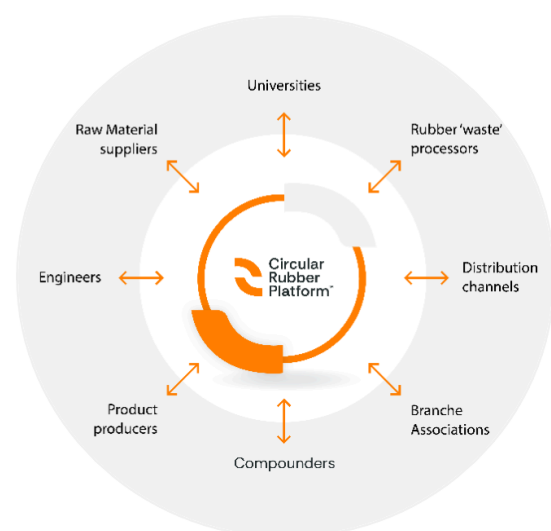 Universities
Raw Material
suppliers
Rubber 'waste'
processors
Circular
Rubber
Platform™
Engineers
Distribution
channels
Product
producers
Branche
Associations
Compounders